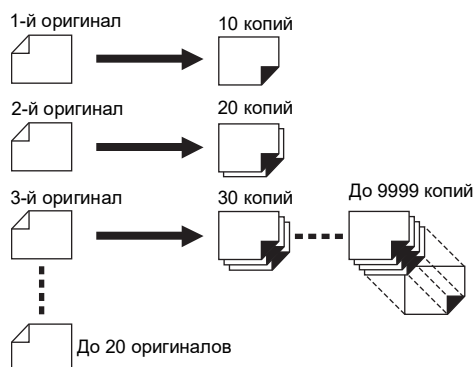 1-й оригинал
10 копий
2-й оригинал
20 копий
3-й оригинал
30 копий
До 9999 копий
До 20 оригиналов